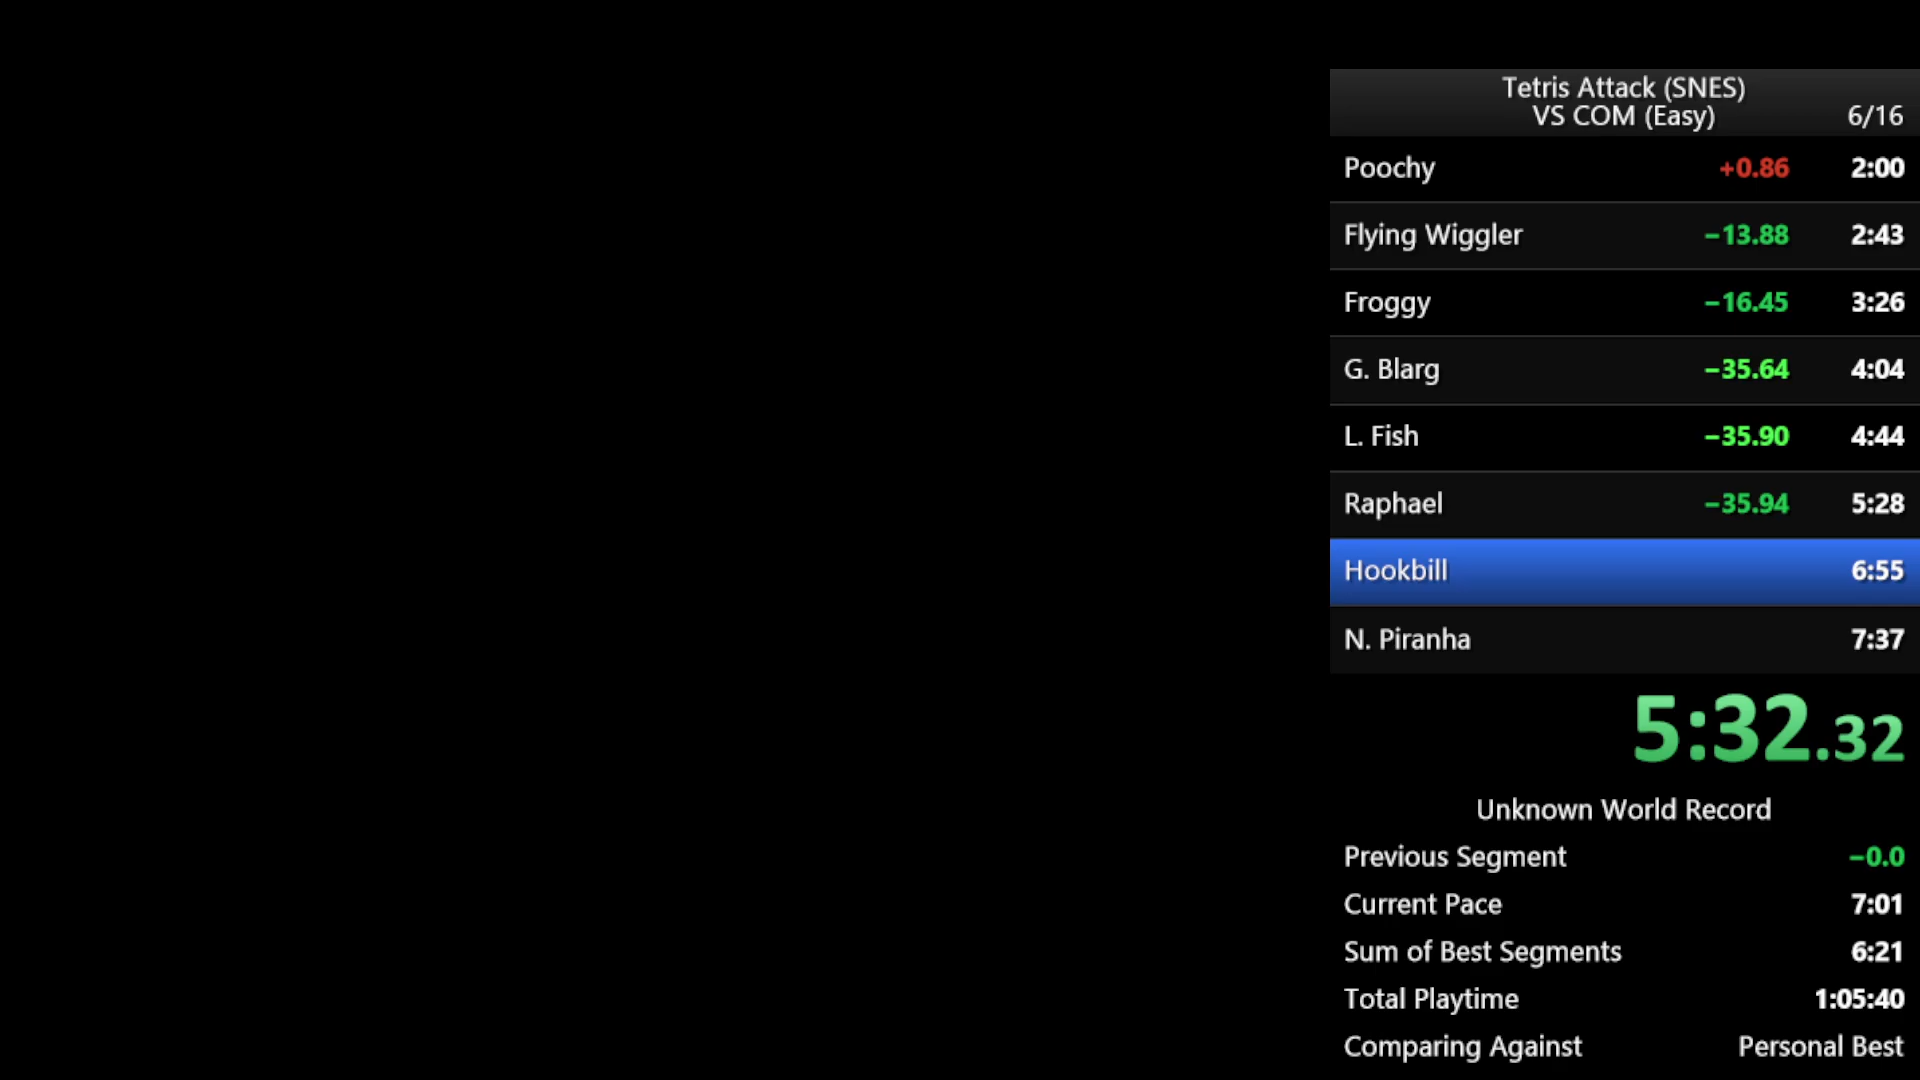 Tetris Attack (SNES)
VS COM (Easy) 6/16
Poochy +0.86 2:00
Flying Wiggler −13.88 2:43
Froggy −16.45 3:26
G. Blarg −35.64 4:04
L. Fish −35.90 4:44
Raphael −35.94 5:28
Hookbill 6:55
N. Piranha 7:37
5:32.32
Unknown World Record
Previous Segment −0.0
Current Pace 7:01
Sum of Best Segments 6:21
Total Playtime 1:05:40
Comparing Against Personal Best